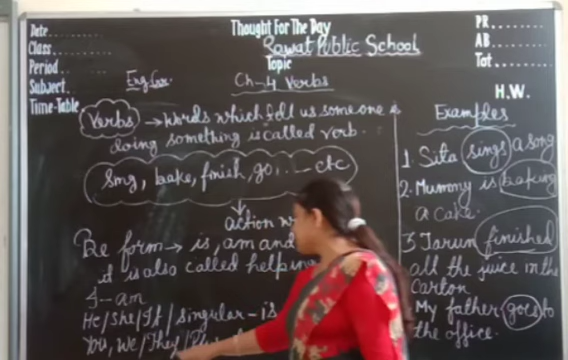 Thought For The Day
Rawat Public School
Topic
Date
Class
Period
Subject
Time-Table
PR
AB
Tot
H.W.
Ch-4 Verbs
Verbs → Words which tell us someone is
doing something is called verb.
Sing, bake, finish, go, ... etc
action
Be form → is, am and
it is also called helping
I - am
He/She/It/singular - is
You, We/They/
Examples
1. Sita sings a song
2. Mummy is baking
a cake.
3. Tarun finished
all the juice in the
carton
My father goes to
the office.